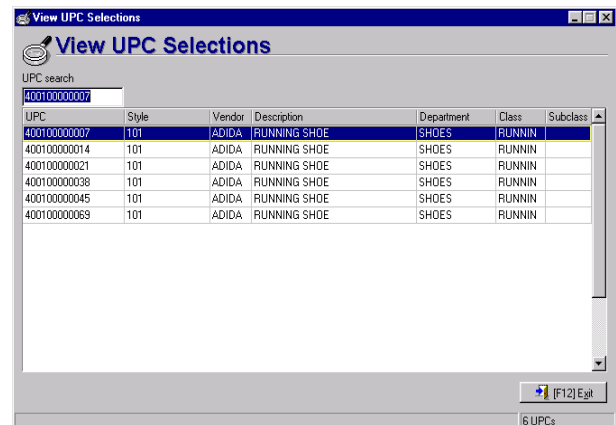 View UPC Selections
View UPC Selections
UPC search
400100000007
UPC Style Vendor Description Department Class Subclass
400100000007 101 ADIDA RUNNING SHOE SHOES RUNNIN
400100000014 101 ADIDA RUNNING SHOE SHOES RUNNIN
400100000021 101 ADIDA RUNNING SHOE SHOES RUNNIN
400100000038 101 ADIDA RUNNING SHOE SHOES RUNNIN
400100000045 101 ADIDA RUNNING SHOE SHOES RUNNIN
400100000069 101 ADIDA RUNNING SHOE SHOES RUNNIN
[F12] Exit
6 UPCs